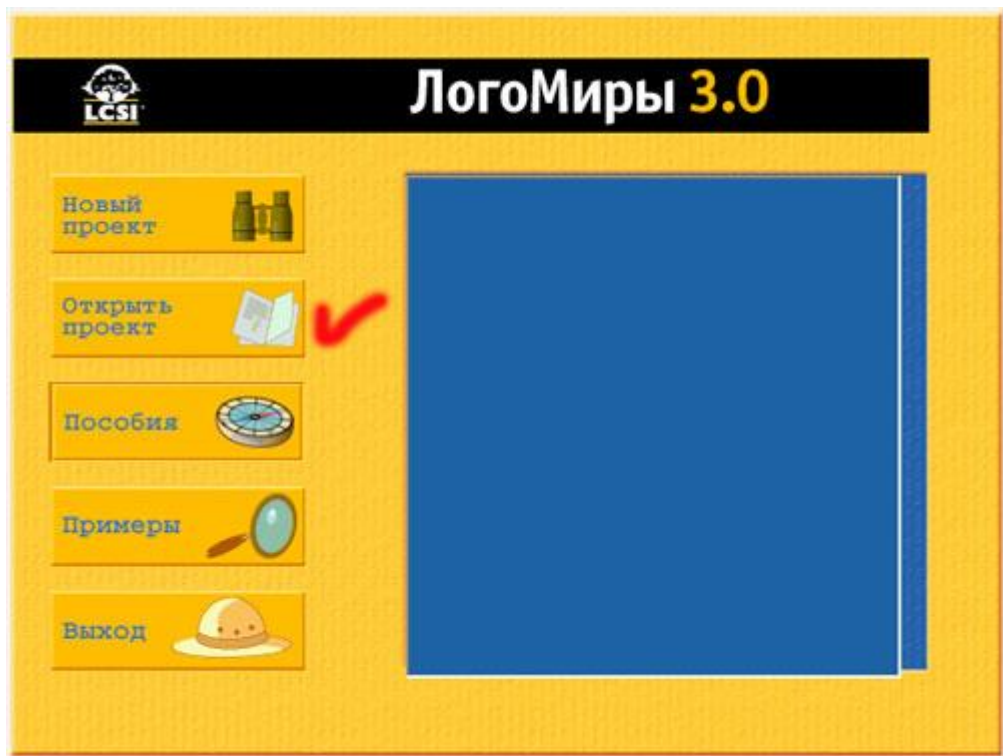 LCSI
ЛогоМиры 3.0
Новый
проект
Открыть
проект
Пособия
Примеры
Выход